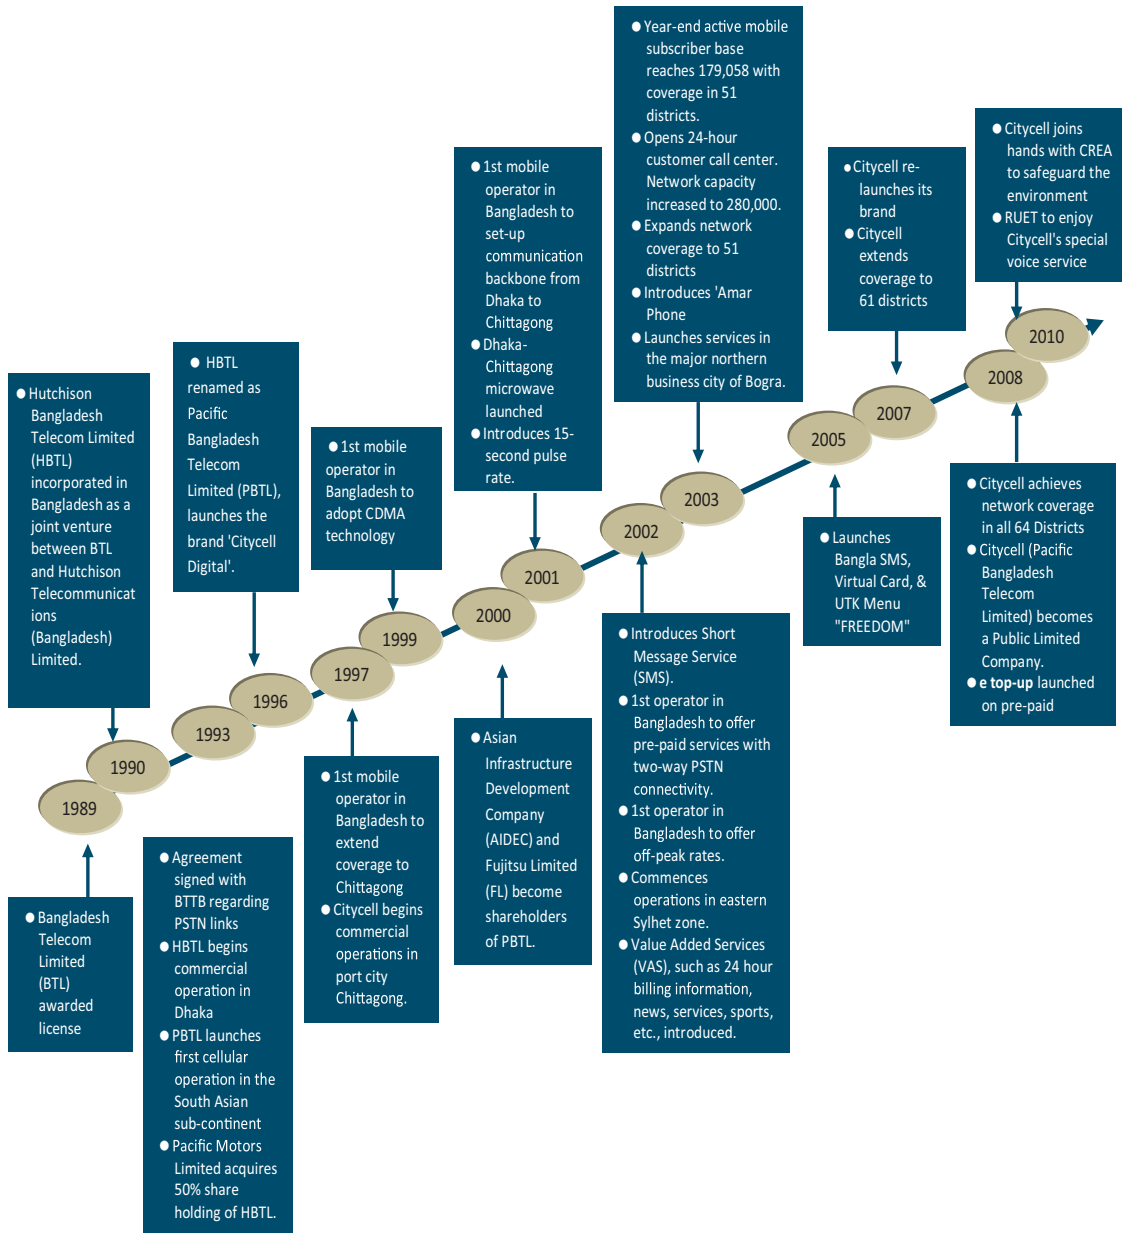 ● Year-end active mobile
subscriber base
reaches 179,058 with
coverage in 51
districts.
● Opens 24-hour
customer call center.
Network capacity
increased to 280,000.
● Expands network
coverage to 51
districts
● Introduces 'Amar
Phone
● Launches services in
the major northern
business city of Bogra.
● Citycell joins
hands with CREA
to safeguard the
environment
● RUET to enjoy
Citycell's special
voice service
● 1st mobile
operator in
Bangladesh to
set-up
communication
backbone from
Dhaka to
Chittagong
● Dhaka-
Chittagong
microwave
launched
● Introduces 15-
second pulse
rate.
● Citycell re-
launches its
brand
● Citycell
extends
coverage to
61 districts
● HBTL
renamed as
Pacific
Bangladesh
Telecom
Limited (PBTL),
launches the
brand 'Citycell
Digital'.
● Hutchison
Bangladesh
Telecom Limited
(HBTL)
incorporated in
Bangladesh as a
joint venture
between BTL
and Hutchison
Telecommunicat
ions
(Bangladesh)
Limited.
● 1st mobile
operator in
Bangladesh to
adopt CDMA
technology
2010
2008
2007
2005
2003
2002
2001
2000
1999
1997
1996
1993
1990
1989
● Bangladesh
Telecom
Limited
(BTL)
awarded
license
● Agreement
signed with
BTTB regarding
PSTN links
● HBTL begins
commercial
operation in
Dhaka
● PBTL launches
first cellular
operation in the
South Asian
sub-continent
● Pacific Motors
Limited acquires
50% share
holding of HBTL.
● 1st mobile
operator in
Bangladesh to
extend
coverage to
Chittagong
● Citycell begins
commercial
operations in
port city
Chittagong.
● Asian
Infrastructure
Development
Company
(AIDEC) and
Fujitsu Limited
(FL) become
shareholders
of PBTL.
● Introduces Short
Message Service
(SMS).
● 1st operator in
Bangladesh to offer
pre-paid services with
two-way PSTN
connectivity.
● 1st operator in
Bangladesh to offer
off-peak rates.
● Commences
operations in eastern
Sylhet zone.
● Value Added Services
(VAS), such as 24 hour
billing information,
news, services, sports,
etc., introduced.
● Launches
Bangla SMS,
Virtual Card, &
UTK Menu
"FREEDOM"
● Citycell achieves
network coverage
in all 64 Districts
● Citycell (Pacific
Bangladesh
Telecom
Limited) becomes
a Public Limited
Company.
● e top-up launched
on pre-paid